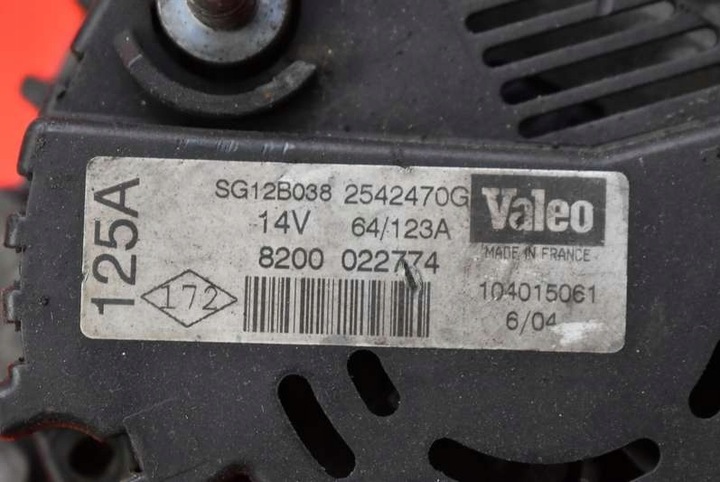 125A
SG12B038 2542470G
14V 64/123A
8200 022774
172
Valeo
MADE IN FRANCE
104015061
6/04